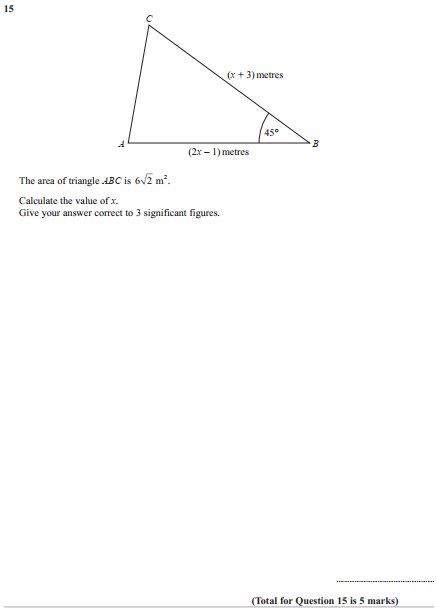 15
C
(x + 3) metres
45°
A
B
(2x – 1) metres
The area of triangle ABC is 6√2 m².
Calculate the value of x.
Give your answer correct to 3 significant figures.
(Total for Question 15 is 5 marks)